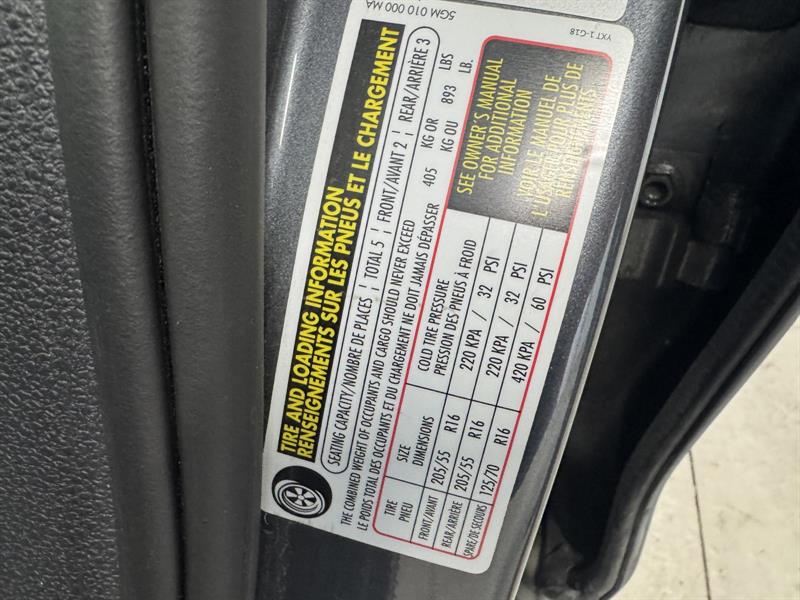 5GM 010 000 MA
YXT1-G18
TIRE AND LOADING INFORMATION
RENSEIGNEMENTS SUR LES PNEUS ET LE CHARGEMENT
SEATING CAPACITY/NOMBRE DE PLACES | TOTAL 5 | FRONT/AVANT 2 | REAR/ARRIÈRE 3
THE COMBINED WEIGHT OF OCCUPANTS AND CARGO SHOULD NEVER EXCEED 405 KG OR 893 LBS
LE POIDS TOTAL DES OCCUPANTS ET DU CHARGEMENT NE DOIT JAMAIS DÉPASSER KG OU LB.
TIRE SIZE COLD TIRE PRESSURE
PNEU DIMENSIONS PRESSION DES PNEUS À FROID
FRONT/AVANT 205/55 R16 220 KPA / 32 PSI
REAR/ARRIÈRE 205/55 R16 220 KPA / 32 PSI
SPARE/DE SECOURS 125/70 R16 420 KPA / 60 PSI
SEE OWNER'S MANUAL
FOR ADDITIONAL
INFORMATION
VOIR LE MANUEL DE
L'USAGER POUR PLUS DE
RENSEIGNEMENTS.